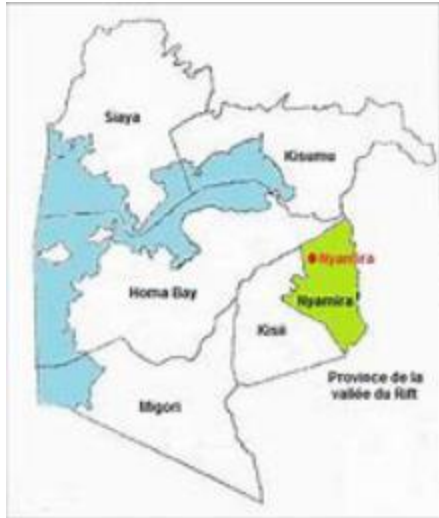 Siaya
Kisumu
Nyamira
Homa Bay
Nyamira
Kisii
Migori
Province de la
vallée du Rift